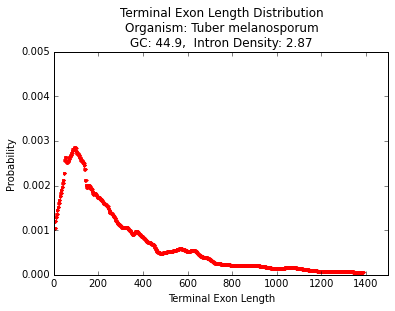 Terminal Exon Length Distribution
Organism: Tuber melanosporum
GC: 44.9,  Intron Density: 2.87
0.005
0.004
0.003
0.002
0.001
0.000
Probability
0 200 400 600 800 1000 1200 1400
Terminal Exon Length